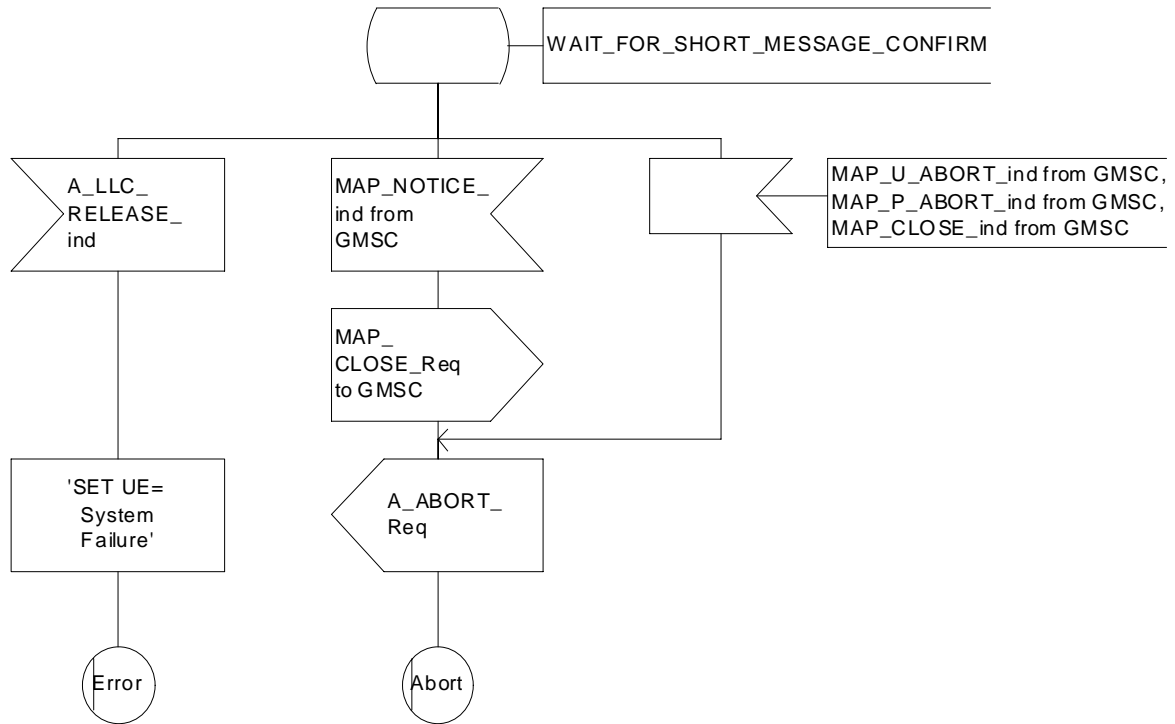 WAIT_FOR_SHORT_MESSAGE_CONFIRM
A_LLC_
RELEASE_
ind
MAP_NOTICE_
ind from
GMSC
MAP_U_ABORT_ind from GMSC,
MAP_P_ABORT_ind from GMSC,
MAP_CLOSE_ind from GMSC
MAP_
CLOSE_Req
to GMSC
'SET UE=
System
Failure'
A_ABORT_
Req
Error
Abort